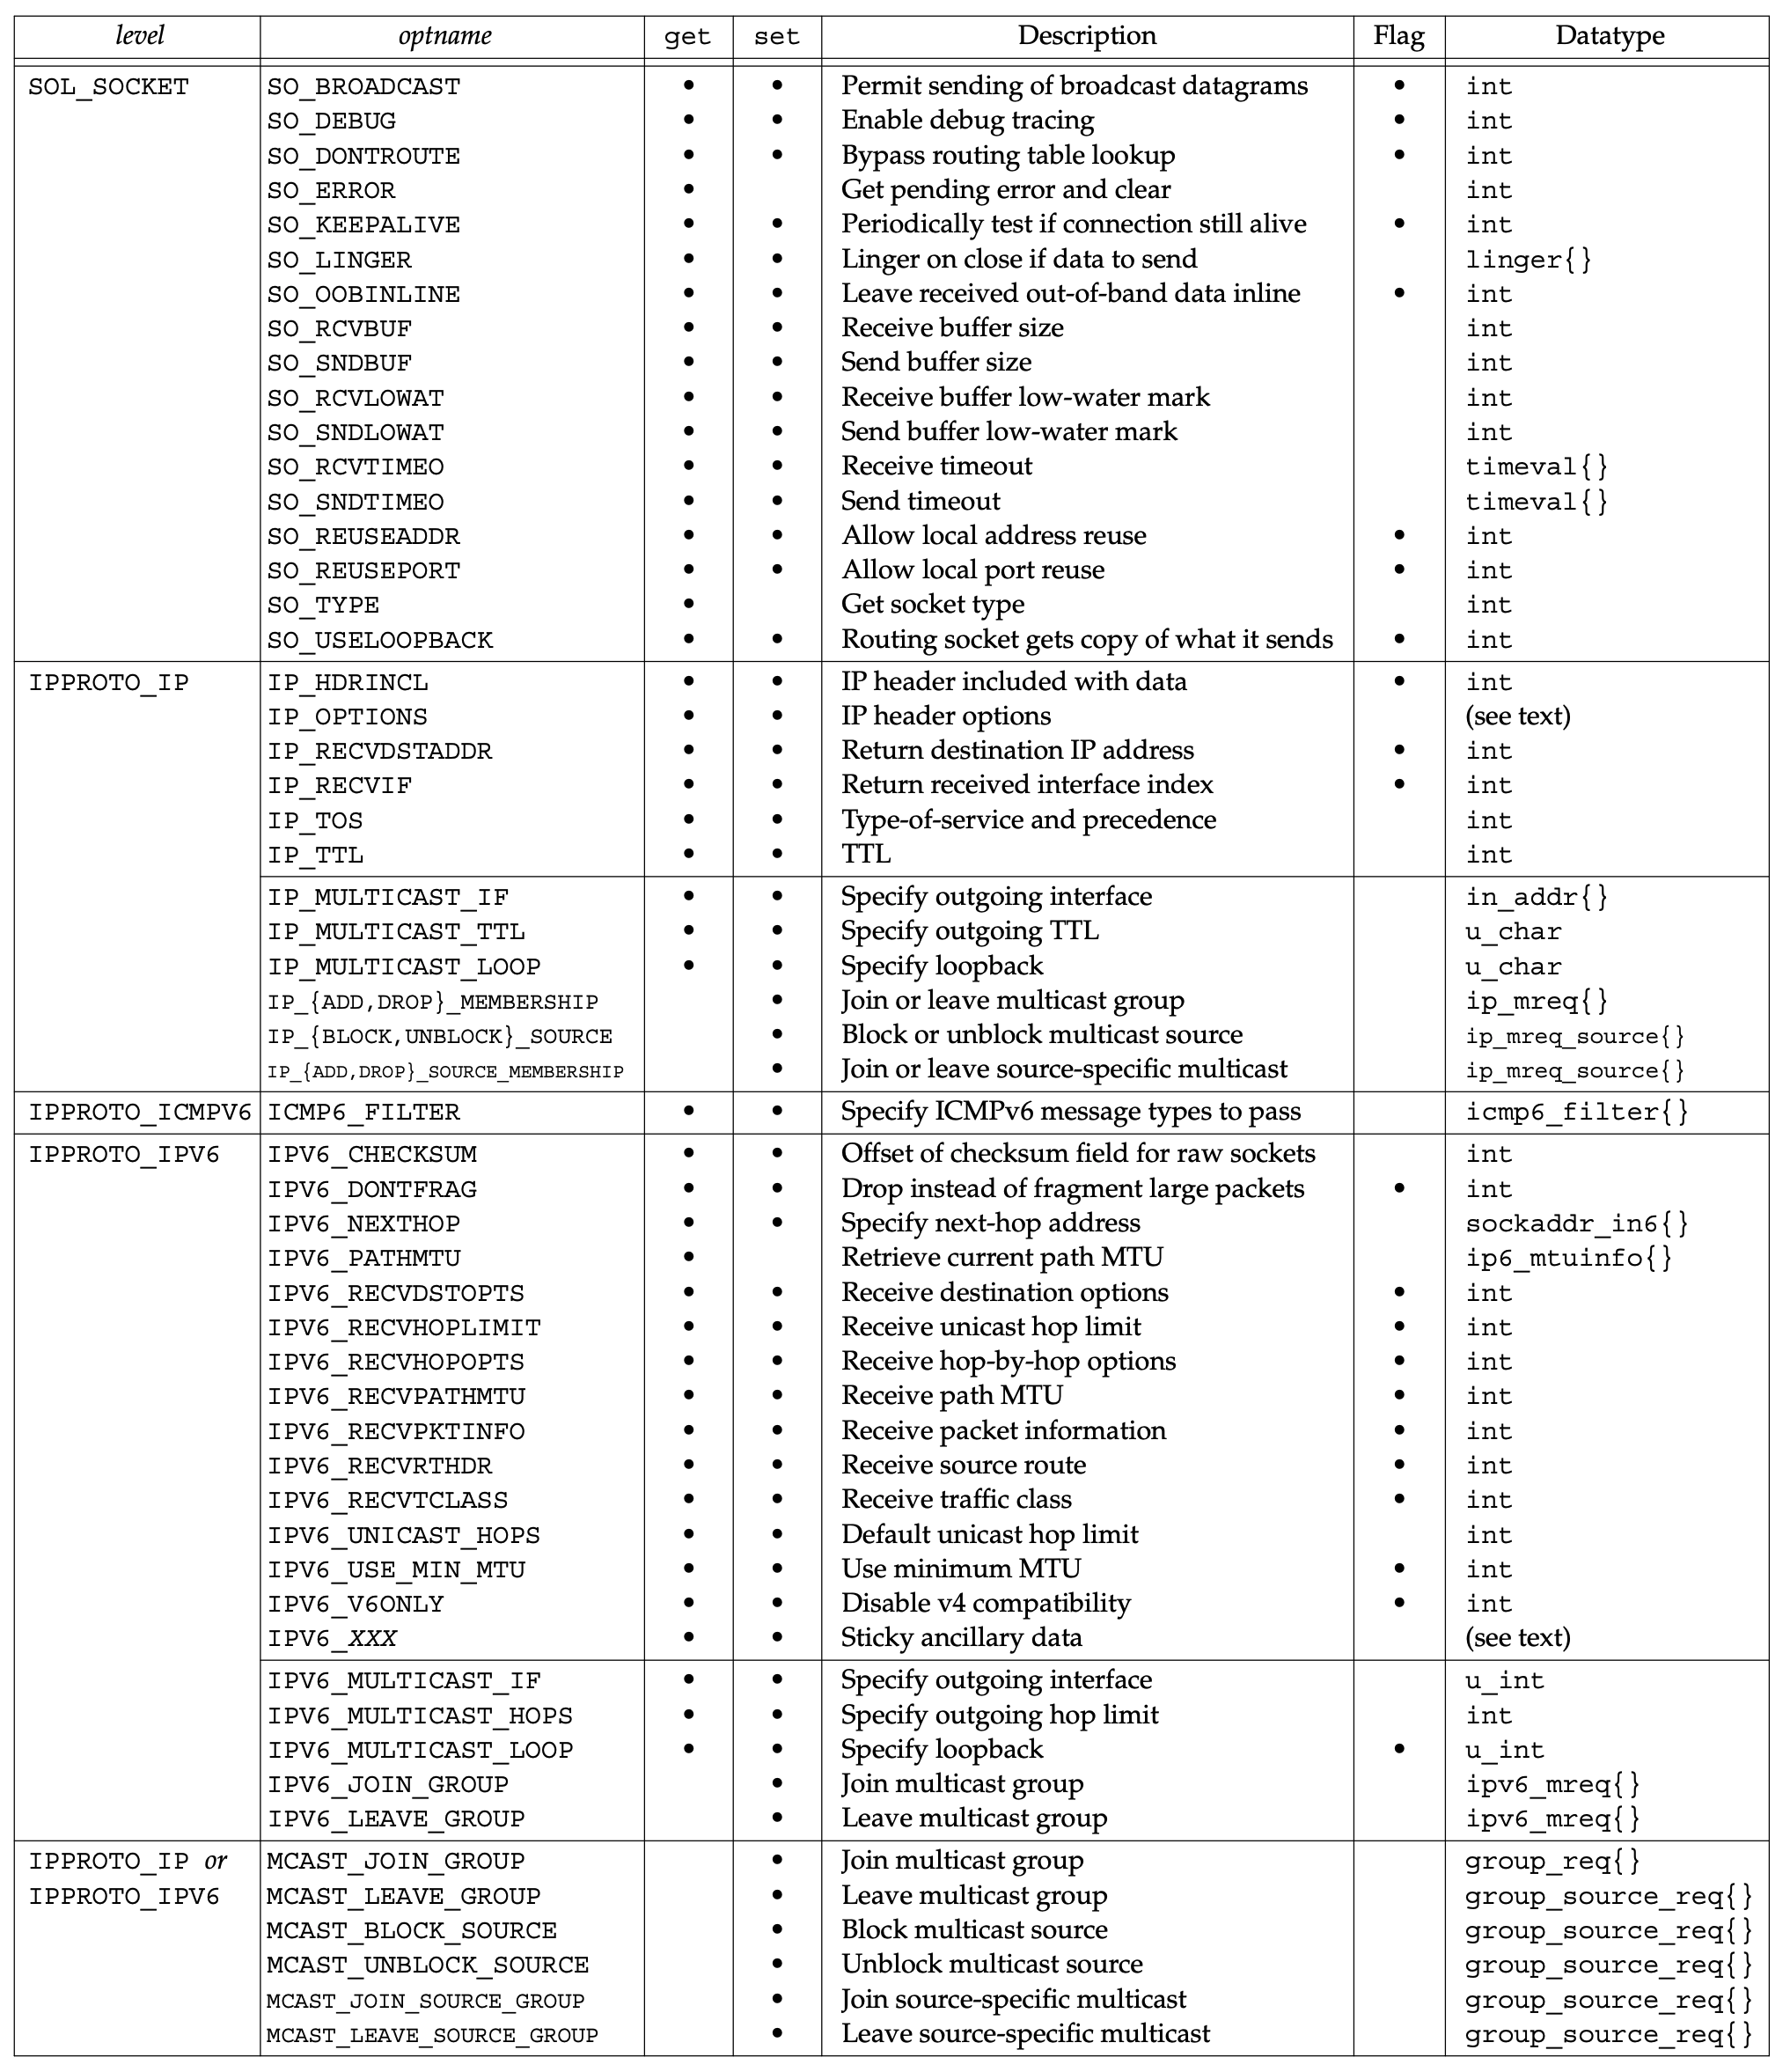 level optname get set Description Flag Datatype
SOL_SOCKET SO_BROADCAST • • Permit sending of broadcast datagrams • int
SO_DEBUG • • Enable debug tracing • int
SO_DONTROUTE • • Bypass routing table lookup • int
SO_ERROR • Get pending error and clear int
SO_KEEPALIVE • • Periodically test if connection still alive • int
SO_LINGER • • Linger on close if data to send linger{}
SO_OOBINLINE • • Leave received out-of-band data inline • int
SO_RCVBUF • • Receive buffer size int
SO_SNDBUF • • Send buffer size int
SO_RCVLOWAT • • Receive buffer low-water mark int
SO_SNDLOWAT • • Send buffer low-water mark int
SO_RCVTIMEO • • Receive timeout timeval{}
SO_SNDTIMEO • • Send timeout timeval{}
SO_REUSEADDR • • Allow local address reuse • int
SO_REUSEPORT • • Allow local port reuse • int
SO_TYPE • Get socket type int
SO_USELOOPBACK • • Routing socket gets copy of what it sends • int
IPPROTO_IP IP_HDRINCL • • IP header included with data • int
IP_OPTIONS • • IP header options (see text)
IP_RECVDSTADDR • • Return destination IP address • int
IP_RECVIF • • Return received interface index • int
IP_TOS • • Type-of-service and precedence int
IP_TTL • • TTL int
IP_MULTICAST_IF • • Specify outgoing interface in_addr{}
IP_MULTICAST_TTL • • Specify outgoing TTL u_char
IP_MULTICAST_LOOP • • Specify loopback u_char
IP_{ADD,DROP}_MEMBERSHIP • Join or leave multicast group ip_mreq{}
IP_{BLOCK,UNBLOCK}_SOURCE • Block or unblock multicast source ip_mreq_source{}
IP_{ADD,DROP}_SOURCE_MEMBERSHIP • Join or leave source-specific multicast ip_mreq_source{}
IPPROTO_ICMPV6 ICMP6_FILTER • • Specify ICMPv6 message types to pass icmp6_filter{}
IPPROTO_IPV6 IPV6_CHECKSUM • • Offset of checksum field for raw sockets int
IPV6_DONTFRAG • • Drop instead of fragment large packets • int
IPV6_NEXTHOP • • Specify next-hop address sockaddr_in6{}
IPV6_PATHMTU • Retrieve current path MTU ip6_mtuinfo{}
IPV6_RECVDSTOPTS • • Receive destination options • int
IPV6_RECVHOPLIMIT • • Receive unicast hop limit • int
IPV6_RECVHOPOPTS • • Receive hop-by-hop options • int
IPV6_RECVPATHMTU • • Receive path MTU • int
IPV6_RECVPKTINFO • • Receive packet information • int
IPV6_RECVRTHDR • • Receive source route • int
IPV6_RECVTCLASS • • Receive traffic class • int
IPV6_UNICAST_HOPS • • Default unicast hop limit int
IPV6_USE_MIN_MTU • • Use minimum MTU • int
IPV6_V6ONLY • • Disable v4 compatibility • int
IPV6_XXX • • Sticky ancillary data (see text)
IPV6_MULTICAST_IF • • Specify outgoing interface u_int
IPV6_MULTICAST_HOPS • • Specify outgoing hop limit int
IPV6_MULTICAST_LOOP • • Specify loopback • u_int
IPV6_JOIN_GROUP • Join multicast group ipv6_mreq{}
IPV6_LEAVE_GROUP • Leave multicast group ipv6_mreq{}
IPPROTO_IP or MCAST_JOIN_GROUP • Join multicast group group_req{}
IPPROTO_IPV6 MCAST_LEAVE_GROUP • Leave multicast group group_source_req{}
MCAST_BLOCK_SOURCE • Block multicast source group_source_req{}
MCAST_UNBLOCK_SOURCE • Unblock multicast source group_source_req{}
MCAST_JOIN_SOURCE_GROUP • Join source-specific multicast group_source_req{}
MCAST_LEAVE_SOURCE_GROUP • Leave source-specific multicast group_source_req{}